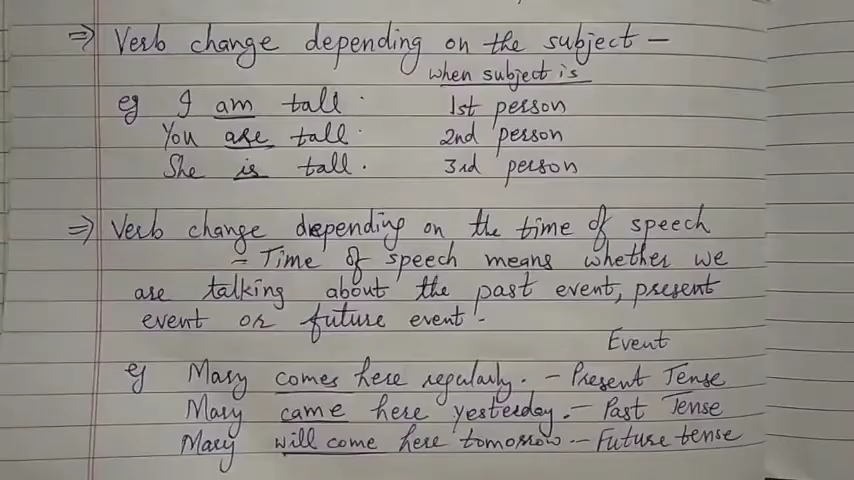 ⇒ Verb change depending on the subject –
when subject is
eg I am tall. 1st person
You are tall. 2nd person
She is tall. 3rd person
⇒ Verb change depending on the time of speech
– Time of speech means whether we
are talking about the past event, present
event or future event.
Event
eg Mary comes here regularly. – Present Tense
Mary came here yesterday. – Past Tense
Mary will come here tomorrow – Future tense